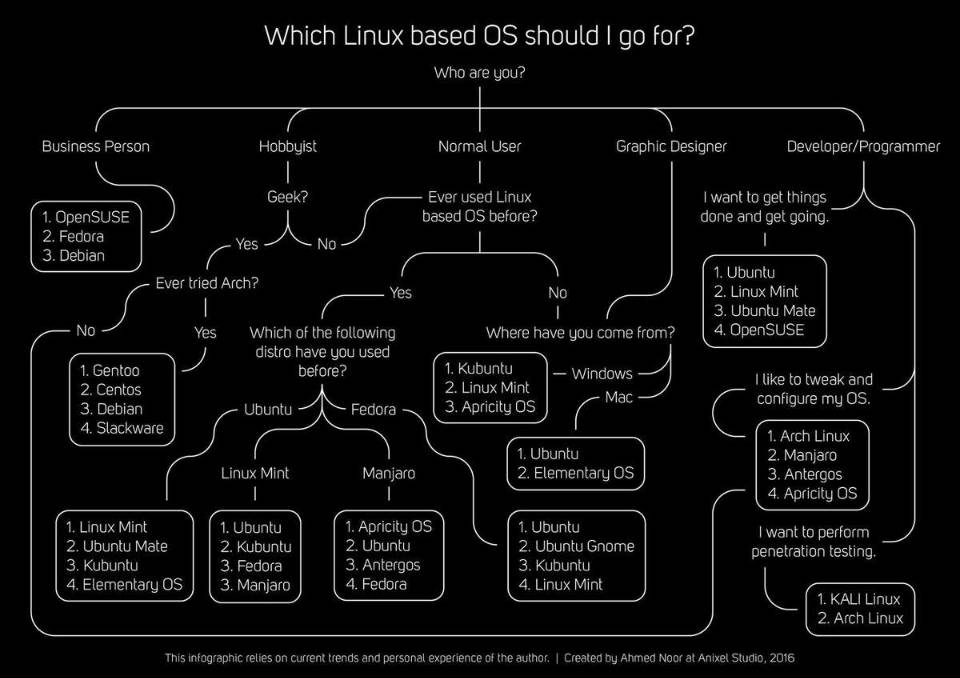 Which Linux based OS should I go for?
Who are you?
Business Person
Hobbyist
Normal User
Graphic Designer
Developer/Programmer
1. OpenSUSE
2. Fedora
3. Debian
Geek?
Yes
No
Ever used Linux
based OS before?
I want to get things
done and get going.
1. Ubuntu
2. Linux Mint
3. Ubuntu Mate
4. OpenSUSE
Ever tried Arch?
No
Yes
1. Gentoo
2. Centos
3. Debian
4. Slackware
Yes
No
Which of the following
distro have you used
before?
Where have you come from?
Windows
Mac
1. Kubuntu
2. Linux Mint
3. Apricity OS
1. Ubuntu
2. Elementary OS
I like to tweak and
configure my OS.
1. Arch Linux
2. Manjaro
3. Antergos
4. Apricity OS
Ubuntu
Fedora
Linux Mint
Manjaro
1. Linux Mint
2. Ubuntu Mate
3. Kubuntu
4. Elementary OS
1. Ubuntu
2. Kubuntu
3. Fedora
3. Manjaro
1. Apricity OS
2. Ubuntu
3. Antergos
4. Fedora
1. Ubuntu
2. Ubuntu Gnome
3. Kubuntu
4. Linux Mint
I want to perform
penetration testing.
1. KALI Linux
2. Arch Linux
This infographic relies on current trends and personal experience of the author. | Created by Ahmed Noor at Anixel Studio, 2016